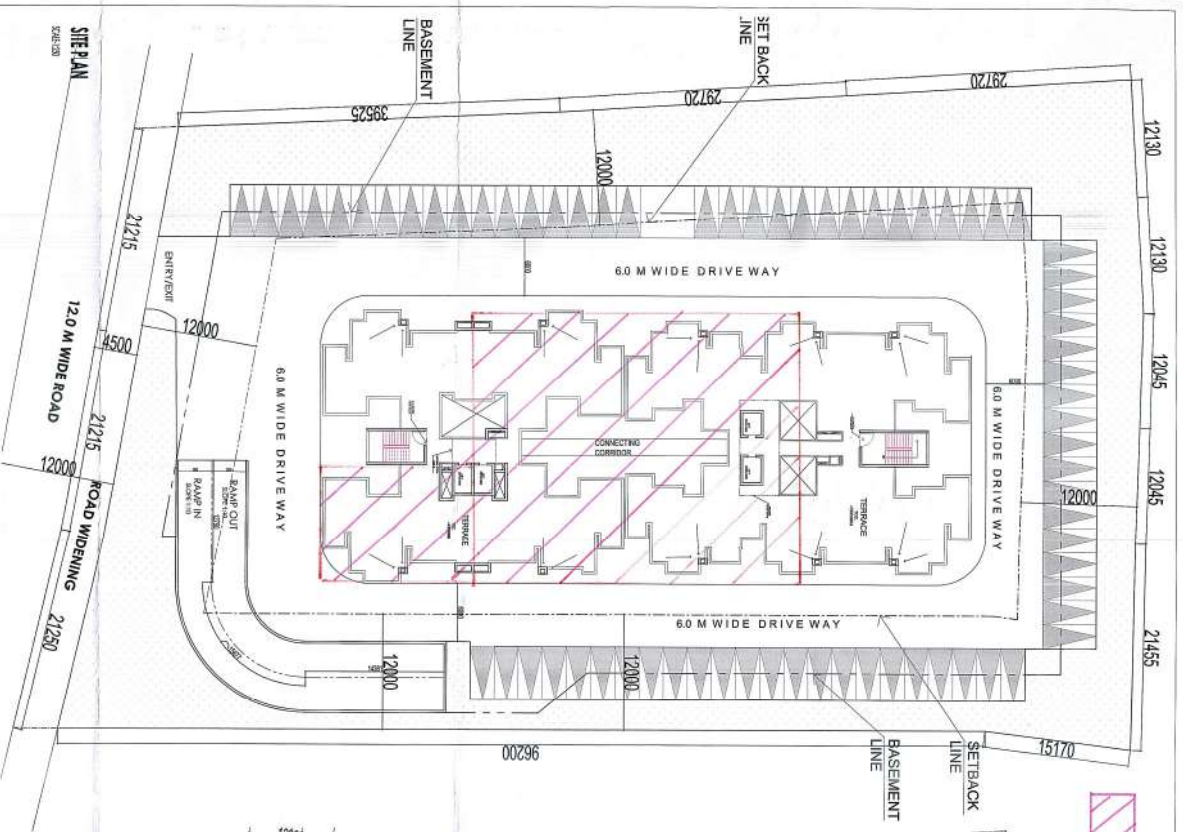 SITE PLAN
BASEMENT
LINE
SET BACK
LINE
39525
29720
29720
12000
12130
12130
12045
12045
21455
15170
96200
21215
4500
21215
21250
12.0 M WIDE ROAD
ROAD WIDENING
12000
12000
ENTRY/EXIT
6.0 M WIDE DRIVE WAY
6.0 M WIDE DRIVE WAY
6.0 M WIDE DRIVE WAY
6.0 M WIDE DRIVE WAY
12000
CONNECTING
CORRIDOR
TERRACE
TERRACE
RAMP OUT
RAMP IN
12000
12000
SETBACK
LINE
BASEMENT
LINE